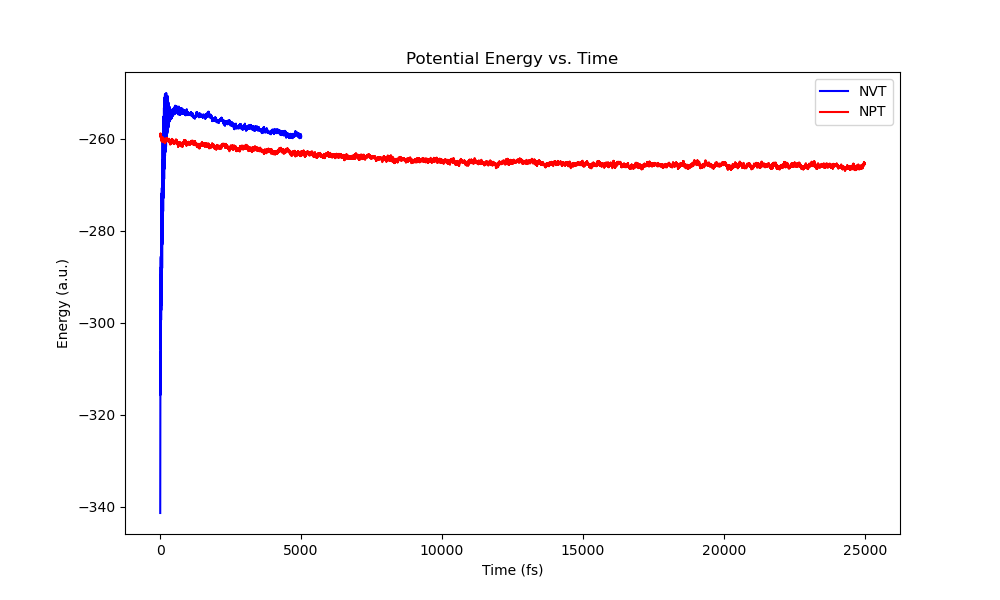 Potential Energy vs. Time
NVT
NPT
Energy (a.u.)
−260
−280
−300
−320
−340
0 5000 10000 15000 20000 25000
Time (fs)